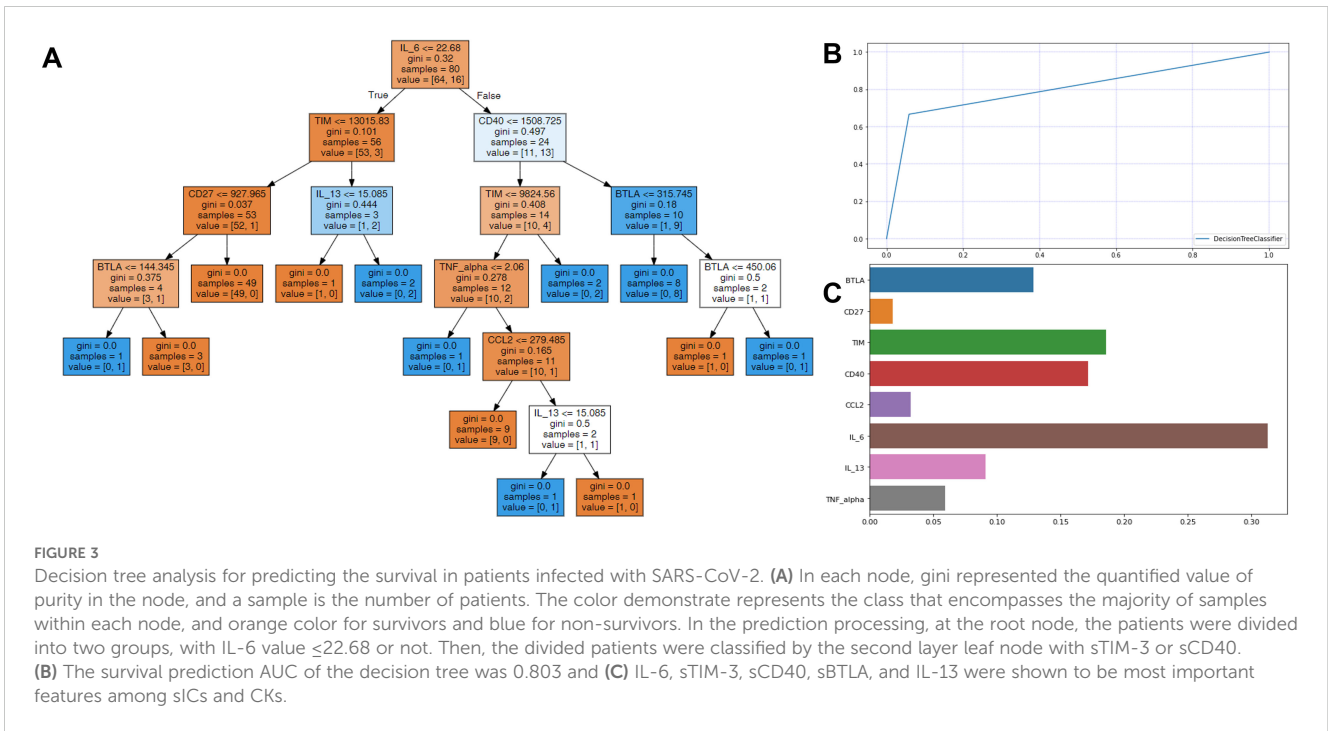 A
IL_6 <= 22.68
gini = 0.32
samples = 80
value = [64, 16]
True
False
TIM <= 13015.83
gini = 0.101
samples = 56
value = [53, 3]
CD40 <= 1508.725
gini = 0.497
samples = 24
value = [11, 13]
CD27 <= 927.965
gini = 0.037
samples = 53
value = [52, 1]
IL_13 <= 15.085
gini = 0.444
samples = 3
value = [1, 2]
TIM <= 9824.56
gini = 0.408
samples = 14
value = [10, 4]
BTLA <= 315.745
gini = 0.18
samples = 10
value = [1, 9]
BTLA <= 144.345
gini = 0.375
samples = 4
value = [3, 1]
gini = 0.0
samples = 49
value = [49, 0]
gini = 0.0
samples = 1
value = [1, 0]
gini = 0.0
samples = 2
value = [0, 2]
TNF_alpha <= 2.06
gini = 0.278
samples = 12
value = [10, 2]
gini = 0.0
samples = 2
value = [0, 2]
gini = 0.0
samples = 8
value = [0, 8]
BTLA <= 450.06
gini = 0.5
samples = 2
value = [1, 1]
gini = 0.0
samples = 1
value = [0, 1]
gini = 0.0
samples = 3
value = [3, 0]
gini = 0.0
samples = 1
value = [0, 1]
CCL2 <= 279.485
gini = 0.165
samples = 11
value = [10, 1]
gini = 0.0
samples = 1
value = [1, 0]
gini = 0.0
samples = 1
value = [0, 1]
gini = 0.0
samples = 9
value = [9, 0]
IL_13 <= 15.085
gini = 0.5
samples = 2
value = [1, 1]
gini = 0.0
samples = 1
value = [0, 1]
gini = 0.0
samples = 1
value = [1, 0]
B
1.0
0.8
0.6
0.4
0.2
0.0
DecisionTreeClassifier
0.0 0.2 0.4 0.6 0.8 1.0
C
BTLA
CD27
TIM
CD40
CCL2
IL_6
IL_13
TNF_alpha
0.00 0.05 0.10 0.15 0.20 0.25 0.30
FIGURE 3
Decision tree analysis for predicting the survival in patients infected with SARS-CoV-2. (A) In each node, gini represented the quantified value of
purity in the node, and a sample is the number of patients. The color demonstrate represents the class that encompasses the majority of samples
within each node, and orange color for survivors and blue for non-survivors. In the prediction processing, at the root node, the patients were divided
into two groups, with IL-6 value ≤22.68 or not. Then, the divided patients were classified by the second layer leaf node with sTIM-3 or sCD40.
(B) The survival prediction AUC of the decision tree was 0.803 and (C) IL-6, sTIM-3, sCD40, sBTLA, and IL-13 were shown to be most important
features among sICs and CKs.